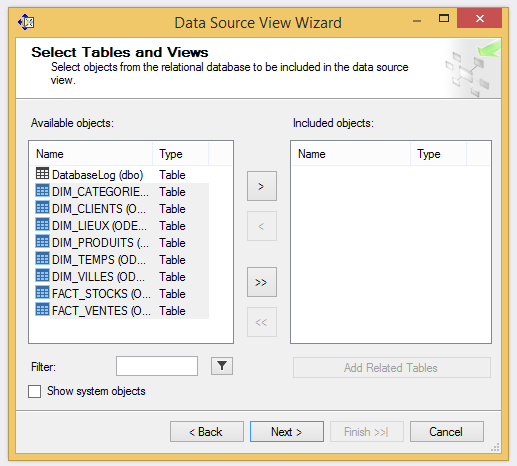 Data Source View Wizard
Select Tables and Views
Select objects from the relational database to be included in the data source
view.
Available objects:
Included objects:
Name Type
Name Type
DatabaseLog (dbo) Table
DIM_CATEGORIE... Table
DIM_CLIENTS (O... Table
DIM_LIEUX (ODE... Table
DIM_PRODUITS (... Table
DIM_TEMPS (OD... Table
DIM_VILLES (OD... Table
FACT_STOCKS (O... Table
FACT_VENTES (O... Table
>
<
>>
<<
Filter:
Add Related Tables
Show system objects
< Back Next > Finish >>| Cancel